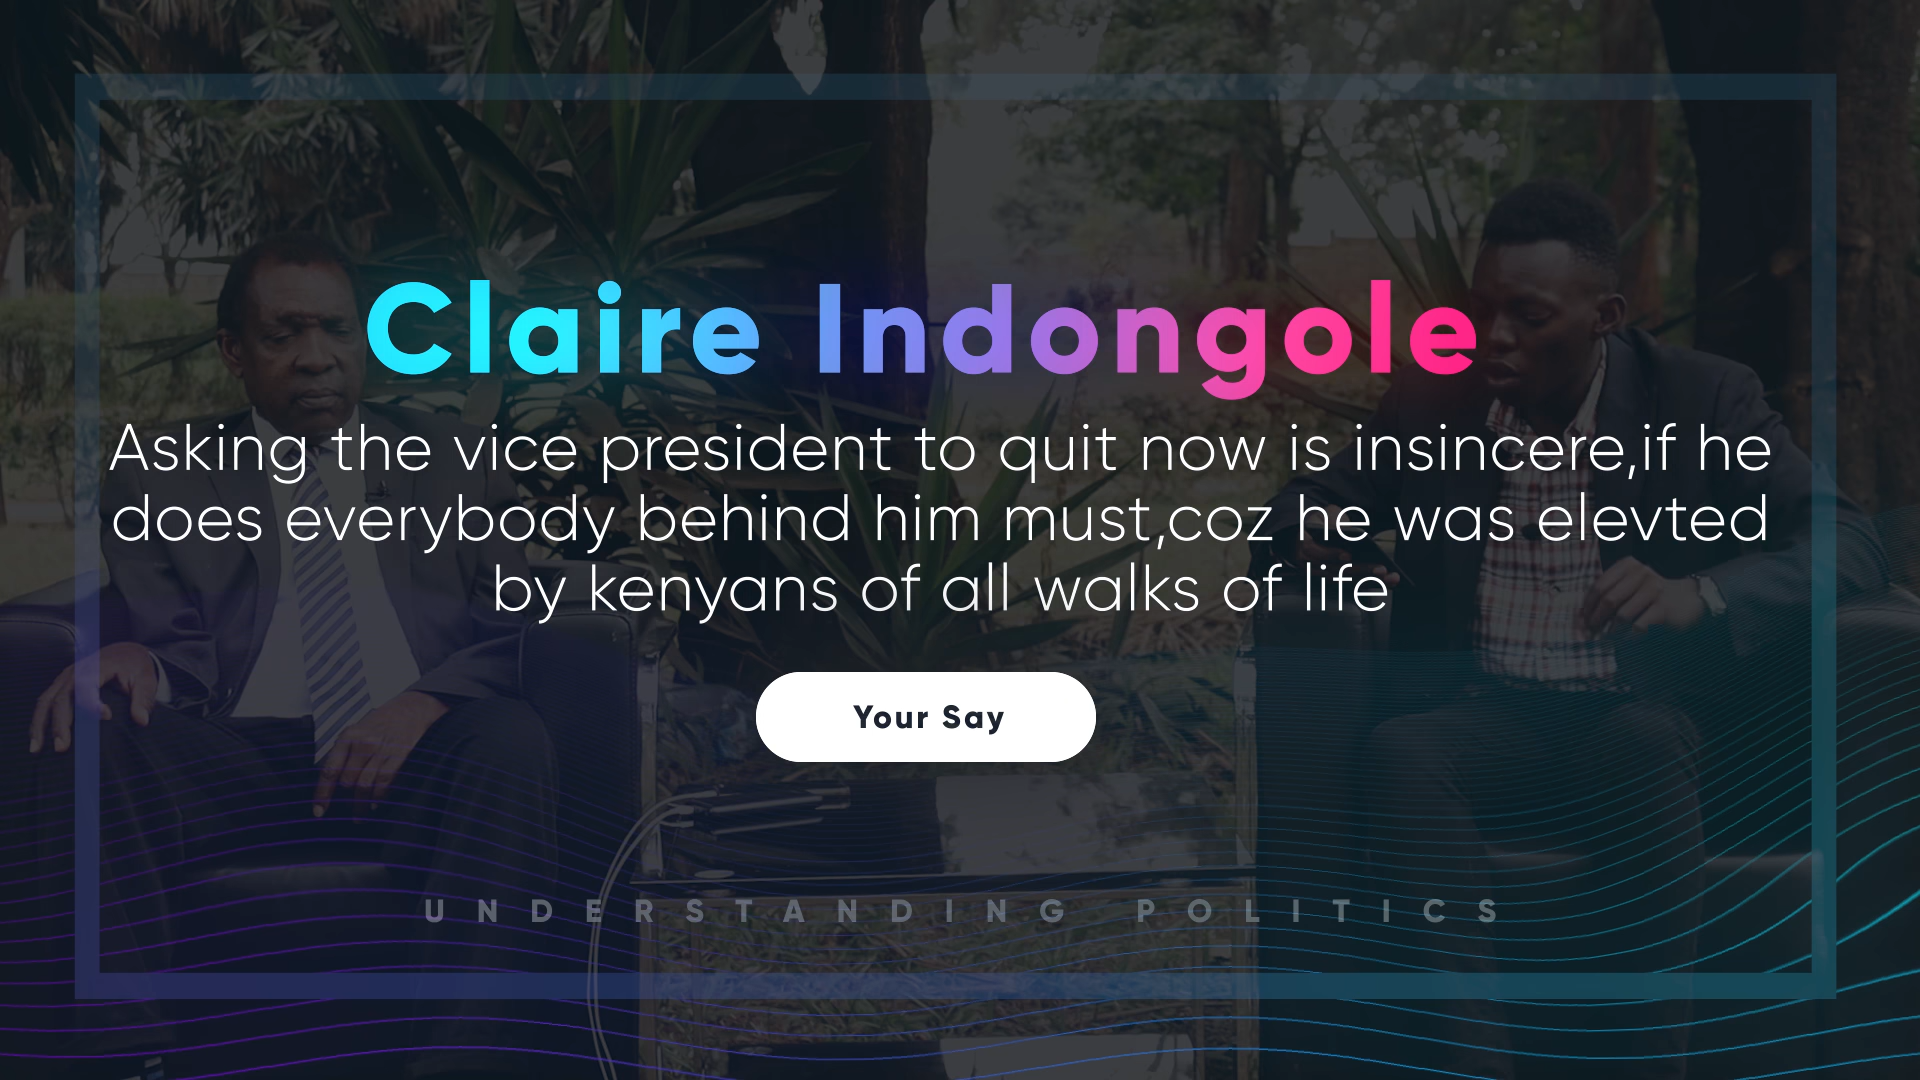 Claire Indongole
Asking the vice president to quit now is insincere,if he
does everybody behind him must,coz he was elevted
by kenyans of all walks of life
Your Say
UNDERSTANDING POLITICS